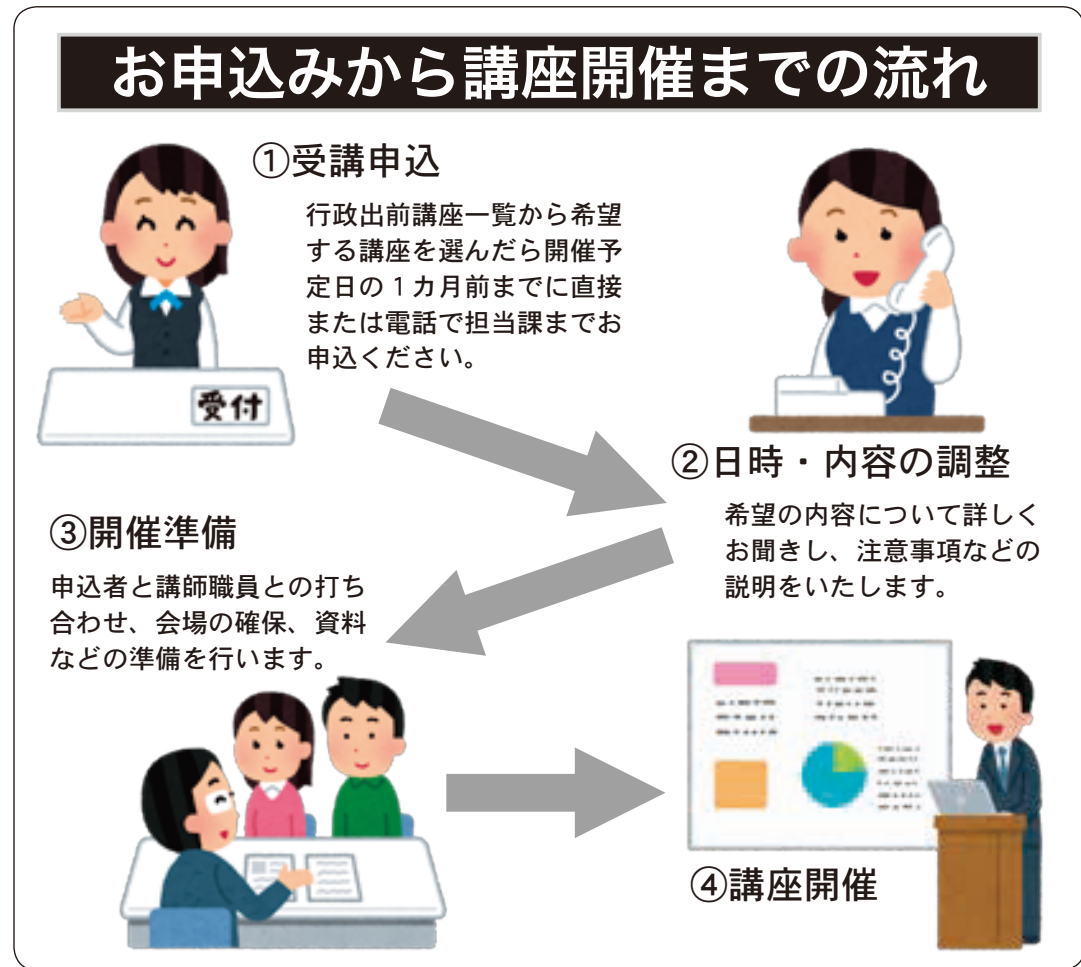 お申込みから講座開催までの流れ
①受講申込
行政出前講座一覧から希望
する講座を選んだら開催予
定日の1カ月前までに直接
または電話で担当課までお
申込ください。
受付
②日時・内容の調整
希望の内容について詳しく
お聞きし、注意事項などの
説明をいたします。
③開催準備
申込者と講師職員との打ち
合わせ、会場の確保、資料
などの準備を行います。
④講座開催